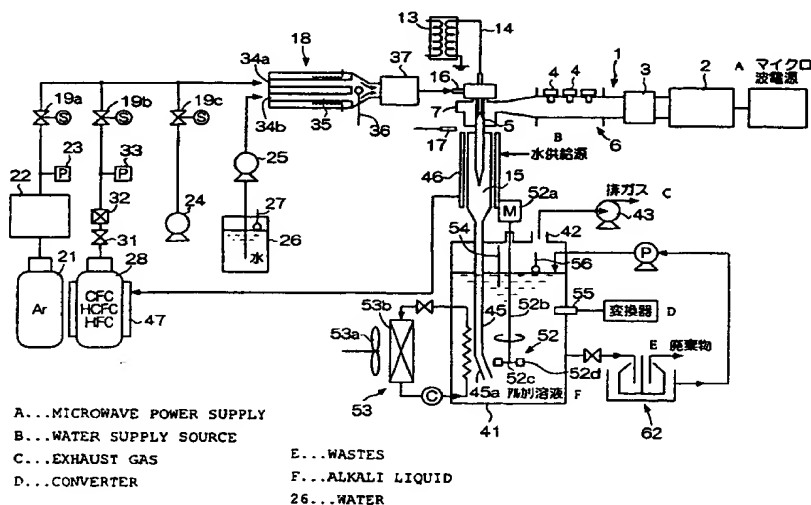 13
14
18
34a
37
16
4
4
1
3
2
A マイクロ
波電源
7
5
B
6
19a
S
19b
S
19c
S
34b
35
36
17
水供給源
23
P
33
P
25
46
15
52a
M
排ガス C
43
22
32
24
27
26
水
31
42
54
56
P
21
28
Ar
CFC
HCFC
HFC
47
53b
53a
53
C
45
52b
55
変換器 D
E 廃棄物
52
52c
52d
45a
アルカリ溶液 F
41
62
A...MICROWAVE POWER SUPPLY
B...WATER SUPPLY SOURCE
C...EXHAUST GAS
D...CONVERTER
E...WASTES
F...ALKALI LIQUID
26...WATER